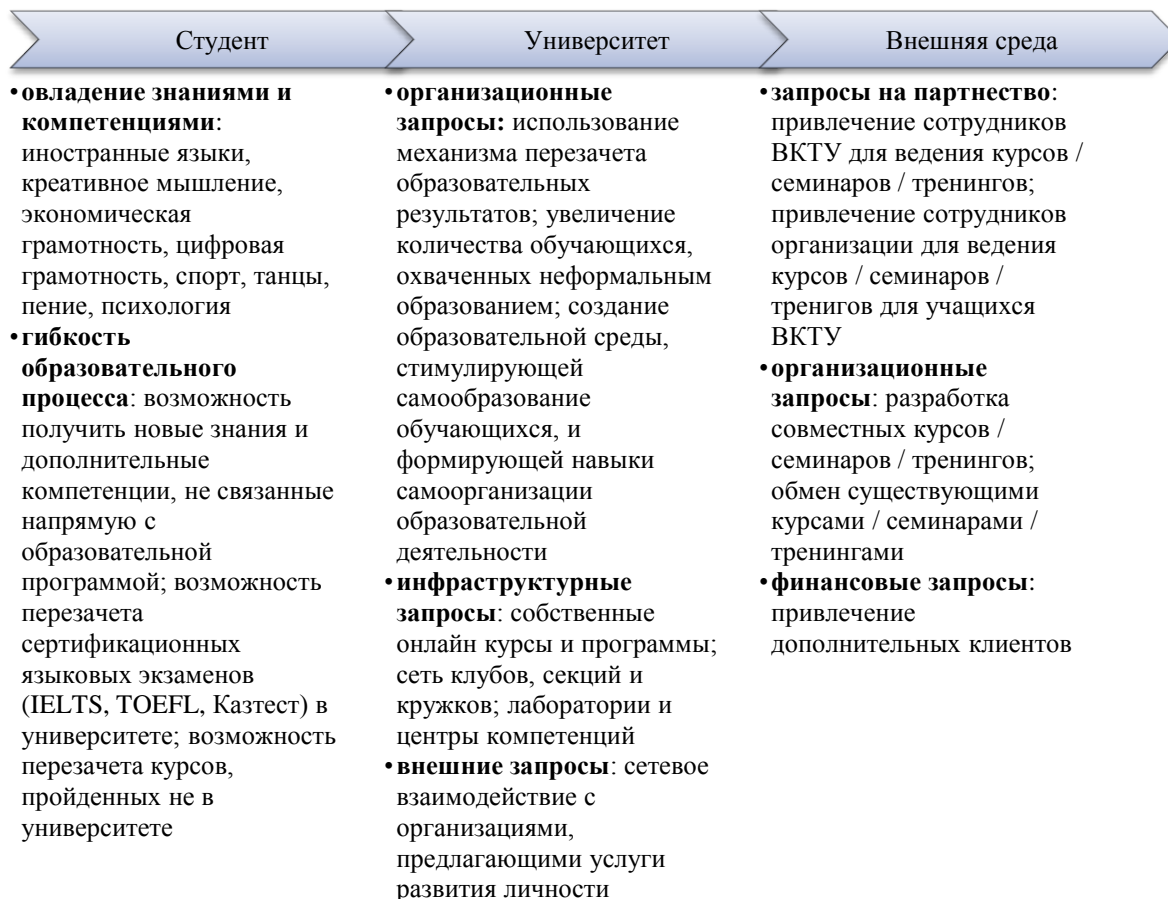 Студент
Университет
Внешняя среда
•овладение знаниями и
компетенциями:
иностранные языки,
креативное мышление,
экономическая
грамотность, цифровая
грамотность, спорт, танцы,
пение, психология
•гибкость
образовательного
процесса: возможность
получить новые знания и
дополнительные
компетенции, не связанные
напрямую с
образовательной
программой; возможность
перезачета
сертификационных
языковых экзаменов
(IELTS, TOEFL, Казтест) в
университете; возможность
перезачета курсов,
пройденных не в
университете
•организационные
запросы: использование
механизма перезачета
образовательных
результатов; увеличение
количества обучающихся,
охваченных неформальным
образованием; создание
образовательной среды,
стимулирующей
самообразование
обучающихся, и
формирующей навыки
самоорганизации
образовательной
деятельности
•инфраструктурные
запросы: собственные
онлайн курсы и программы;
сеть клубов, секций и
кружков; лаборатории и
центры компетенций
•внешние запросы: сетевое
взаимодействие с
организациями,
предлагающими услуги
развития личности
•запросы на партнество:
привлечение сотрудников
ВКТУ для ведения курсов /
семинаров / тренингов;
привлечение сотрудников
организации для ведения
курсов / семинаров /
тренигов для учащихся
ВКТУ
•организационные
запросы: разработка
совместных курсов /
семинаров / тренингов;
обмен существующими
курсами / семинарами /
тренингами
•финансовые запросы:
привлечение
дополнительных клиентов